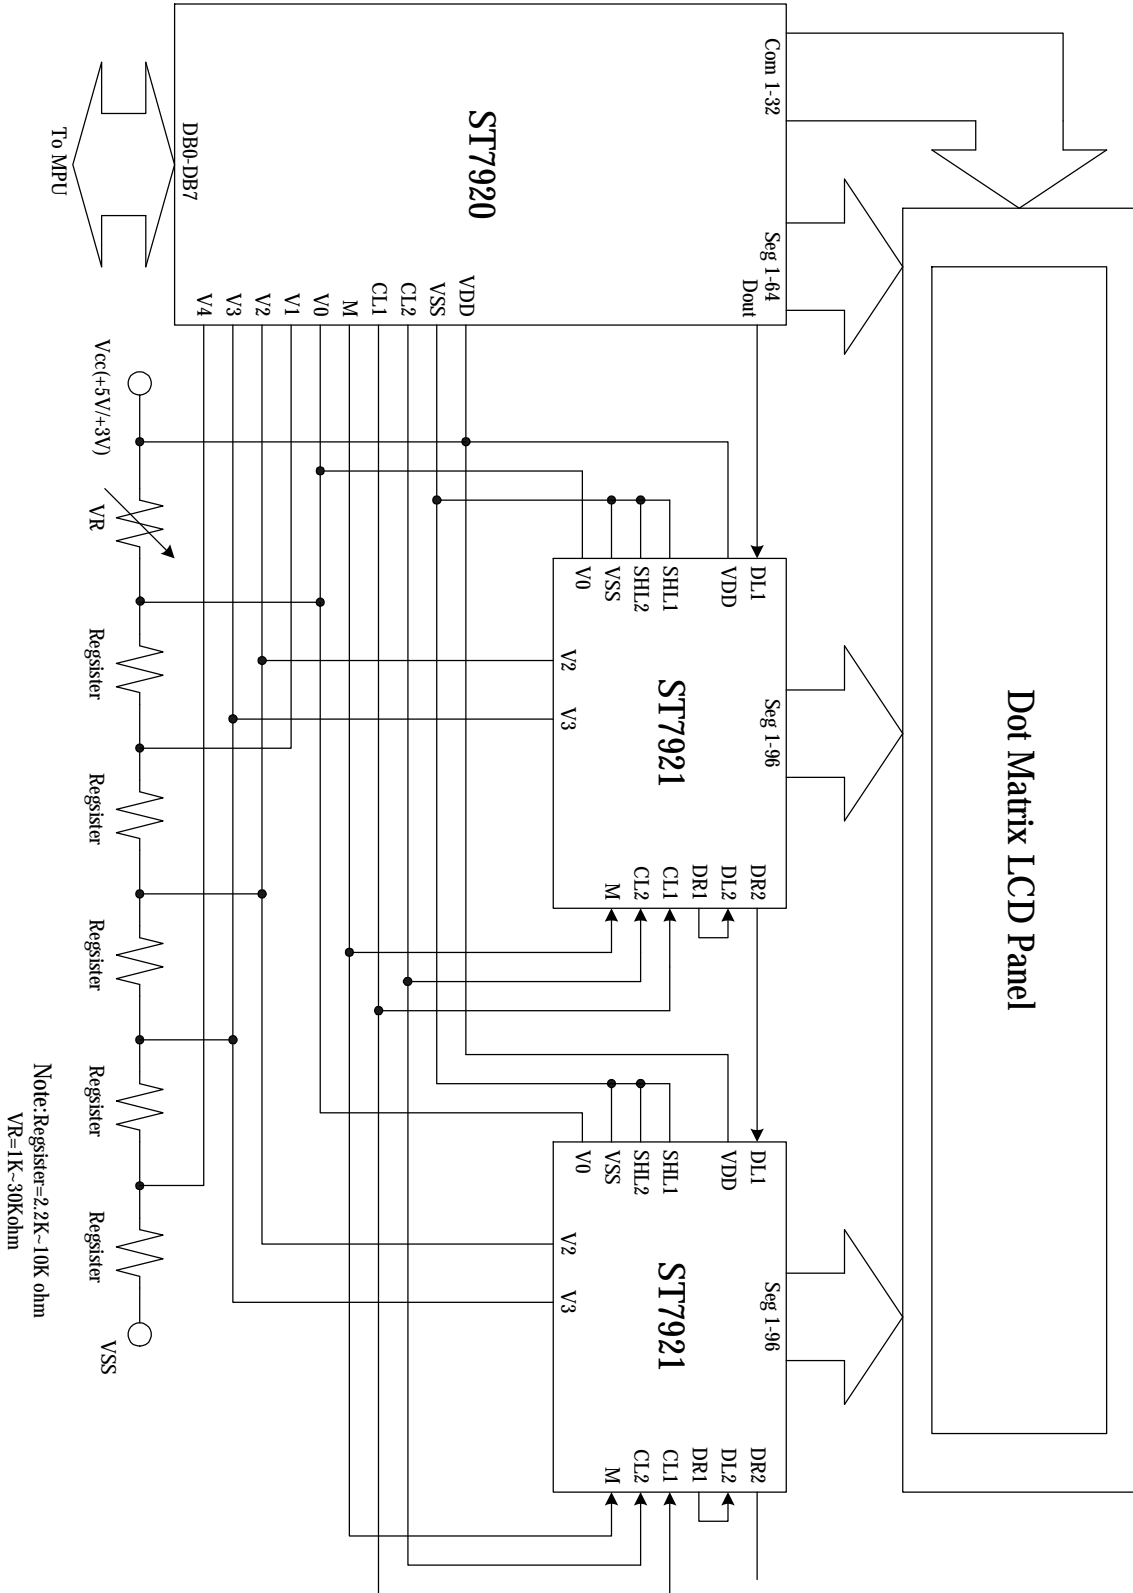 Dot Matrix LCD Panel
Com 1-32
Seg 1-64
Dout
ST7920
DB0-DB7
To MPU
VDD
VSS
CL2
CL1
M
V0
V1
V2
V3
V4
DL1
VDD
SHL1
SHL2
VSS
V0
Seg 1-96
ST7921
V2
V3
DR2
DL2
DR1
CL1
CL2
M
DL1
VDD
SHL1
SHL2
VSS
V0
Seg 1-96
ST7921
V2
V3
DR2
DL2
DR1
CL1
CL2
M
Vcc(+5V/+3V)
VR
Regsister
Regsister
Regsister
Regsister
Regsister
VSS
Note:Regsister=2.2K~10K ohm
VR=1K~30Kohm